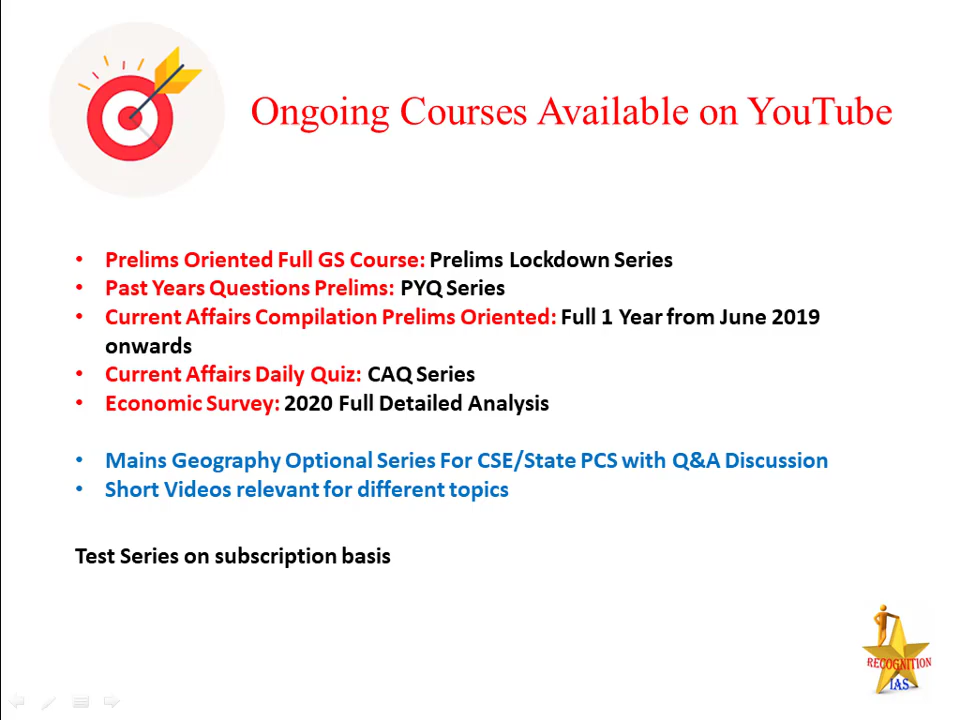 Ongoing Courses Available on YouTube
• Prelims Oriented Full GS Course: Prelims Lockdown Series
• Past Years Questions Prelims: PYQ Series
• Current Affairs Compilation Prelims Oriented: Full 1 Year from June 2019
onwards
• Current Affairs Daily Quiz: CAQ Series
• Economic Survey: 2020 Full Detailed Analysis
• Mains Geography Optional Series For CSE/State PCS with Q&A Discussion
• Short Videos relevant for different topics
Test Series on subscription basis
RECOGNITION
IAS